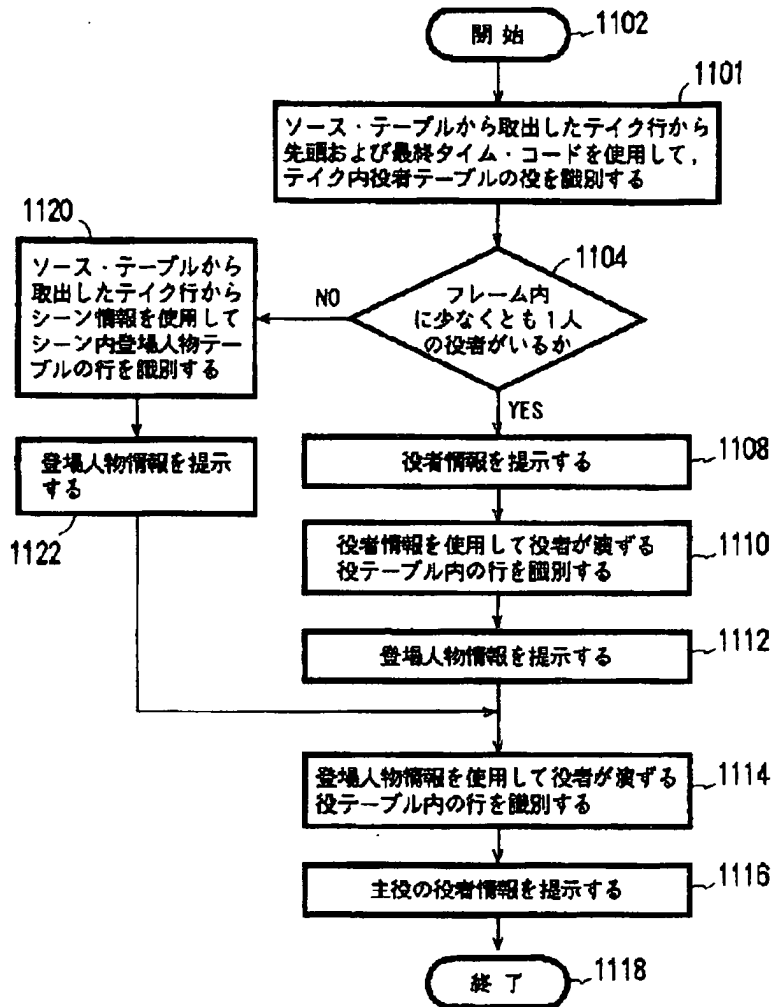 開始
1102
1101
ソース・テーブルから取出したテイク行から
先頭および最終タイム・コードを使用して,
テイク内役者テーブルの役を識別する
1104
フレーム内
に少なくとも1人
の役者がいるか
NO
YES
1120
ソース・テーブルから
取出したテイク行から
シーン情報を使用して
シーン内登場人物テー
ブルの行を識別する
登場人物情報を提示
する
1122
役者情報を提示する
1108
役者情報を使用して役者が演ずる
役テーブル内の行を識別する
1110
登場人物情報を提示する
1112
登場人物情報を使用して役者が演ずる
役テーブル内の行を識別する
1114
主役の役者情報を提示する
1116
終了
1118